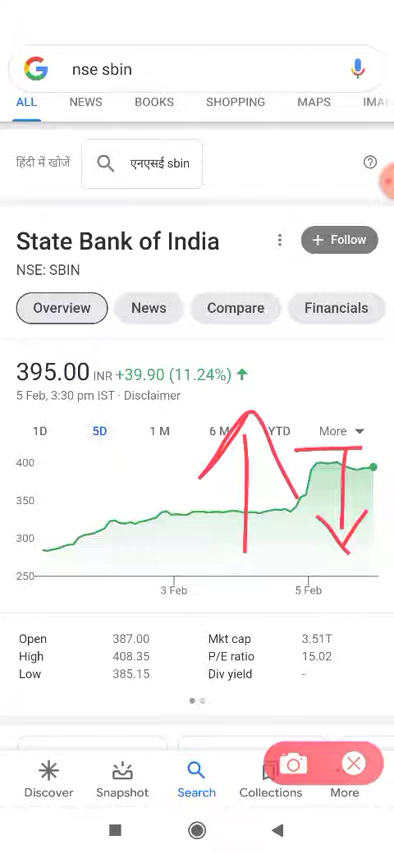 nse sbin
ALL NEWS BOOKS SHOPPING MAPS
हिंदी में खोजें एनएसई sbin
State Bank of India
+ Follow
NSE: SBIN
Overview News Compare Financials
395.00 INR +39.90 (11.24%) ↑
5 Feb, 3:30 pm IST · Disclaimer
1D 5D 1 M 6 M YTD More
400
350
300
250
3 Feb 5 Feb
Open 387.00 Mkt cap 3.51T
High 408.35 P/E ratio 15.02
Low 385.15 Div yield -
Discover Snapshot Search Collections More